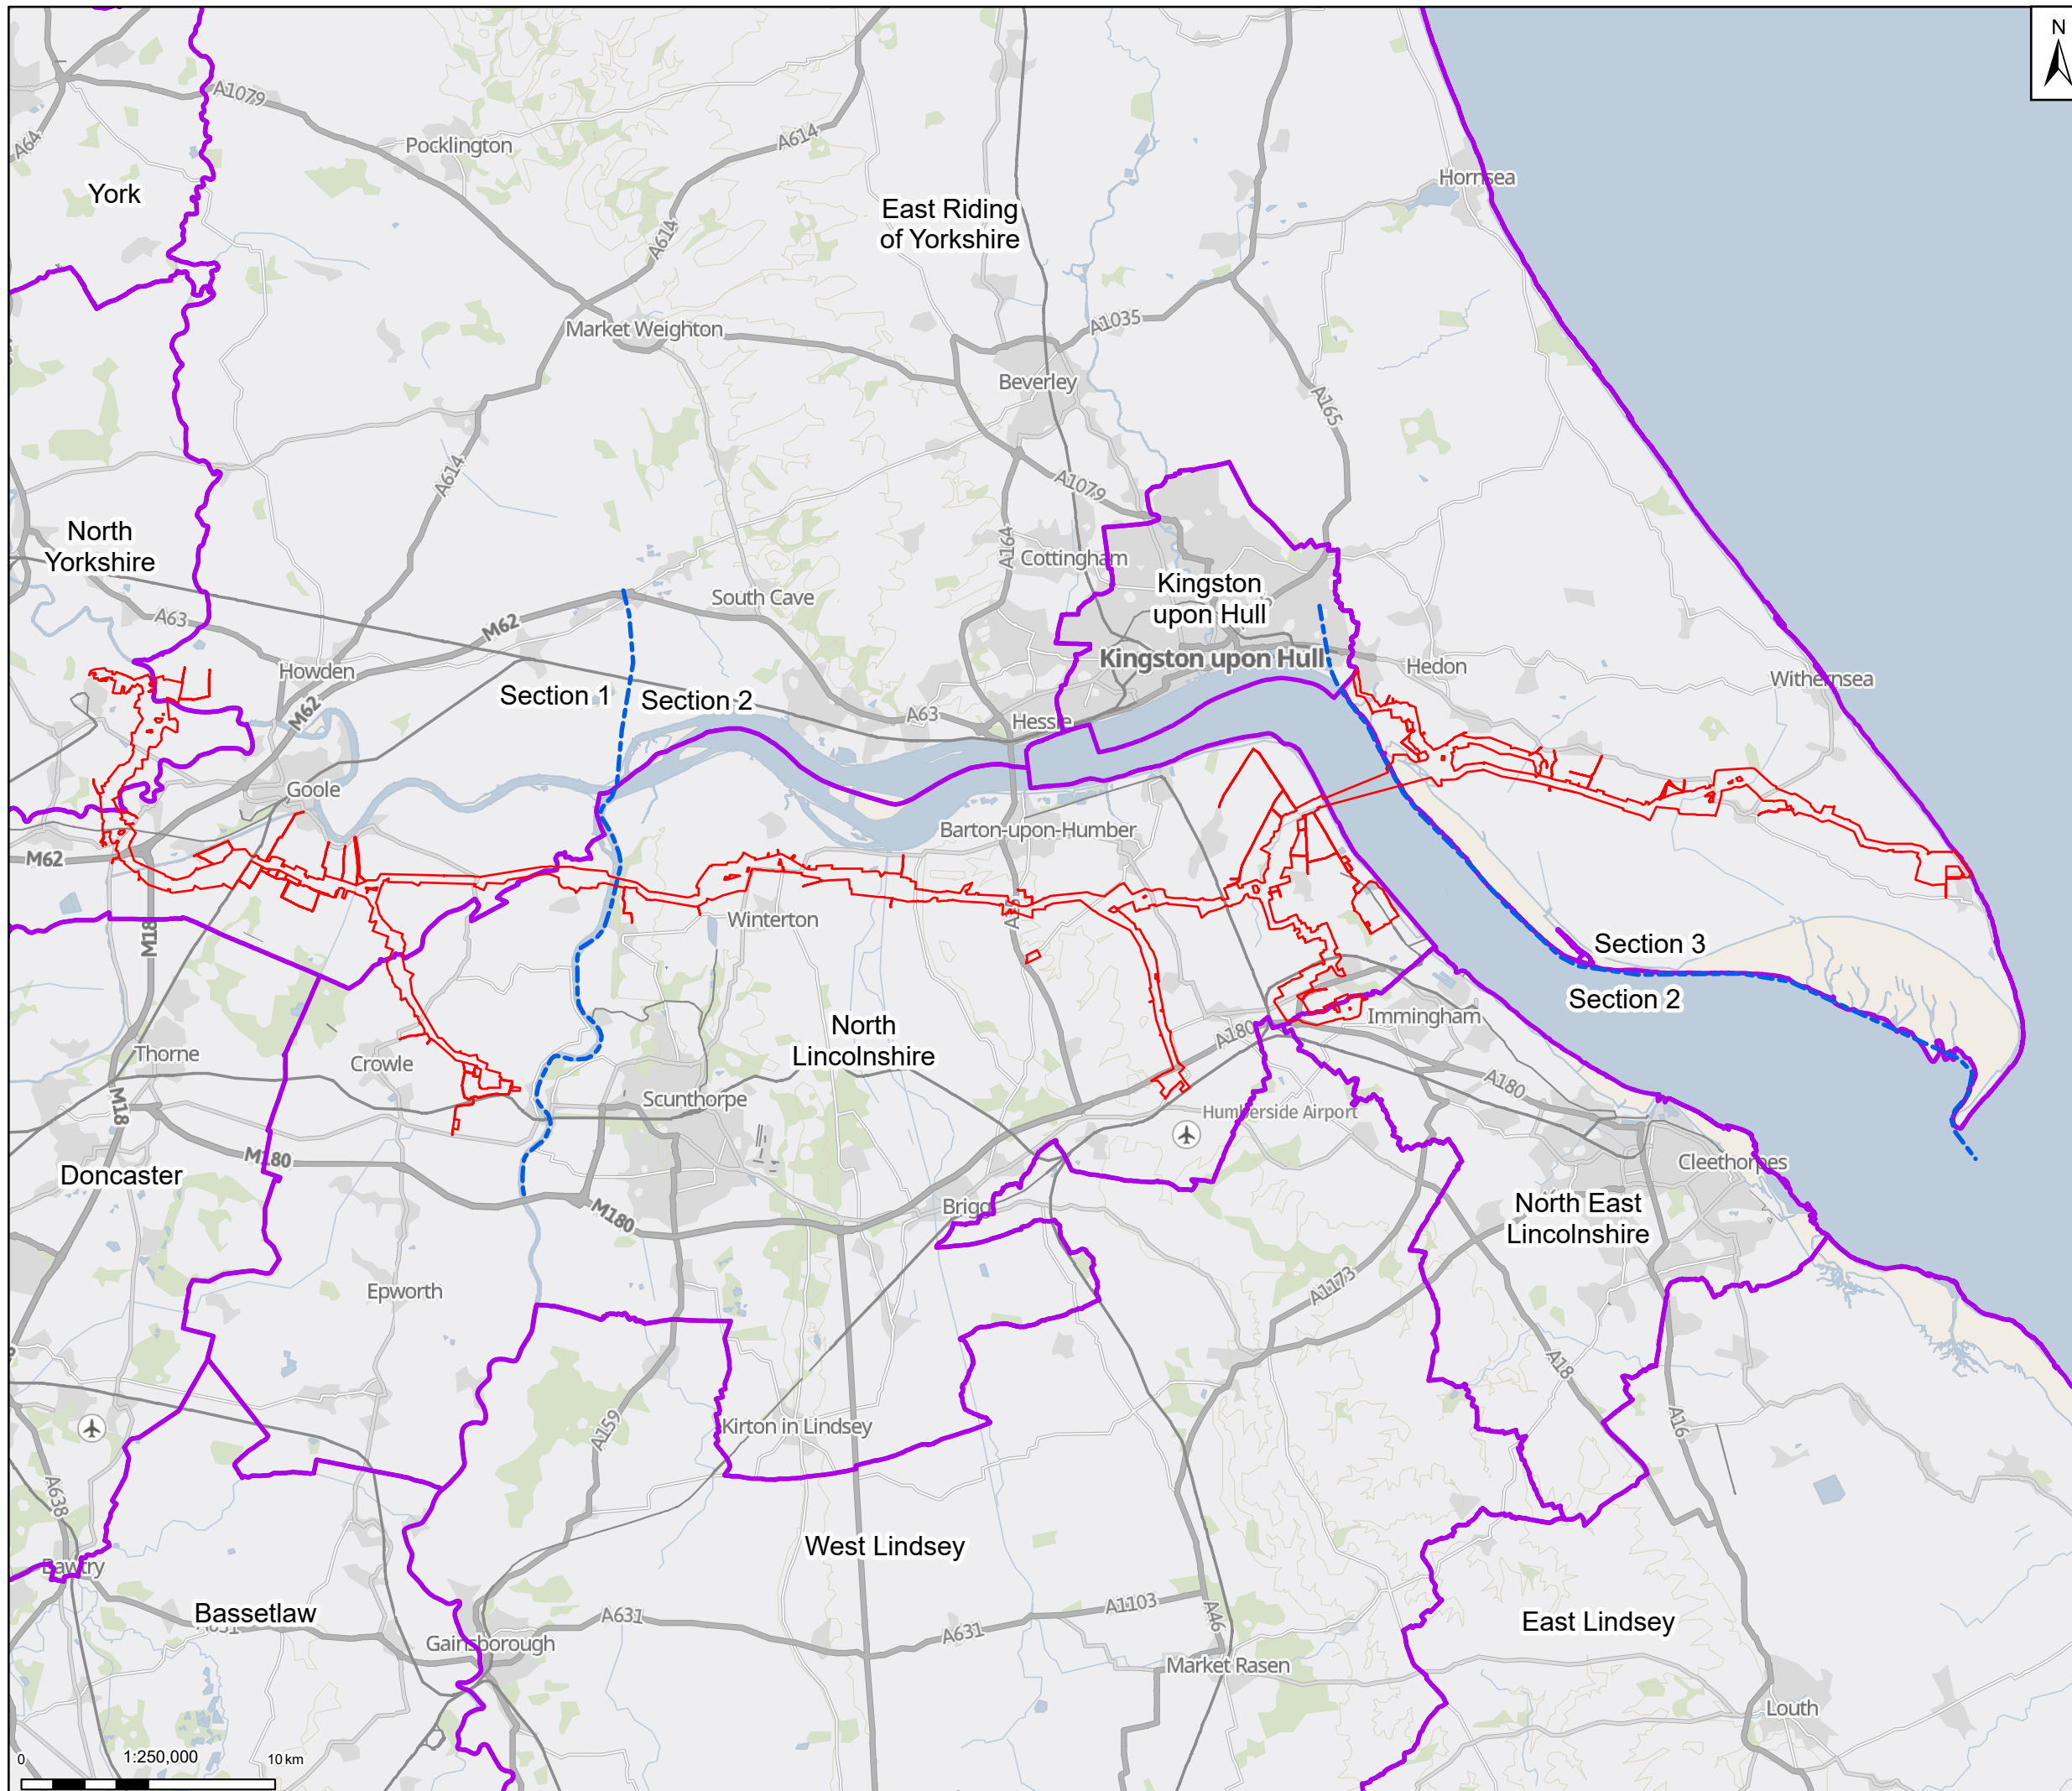 N
A1079
A64
Pocklington
A614
York
Hornsea
East Riding
of Yorkshire
A614
Market Weighton
A1035
Beverley
A165
A614
A1079
North
Yorkshire
A164
Cottingham
Kingston
upon Hull
South Cave
A63
M62
Kingston upon Hull
Hedon
Howden
Withernsea
Section 1
Section 2
M62
A63
Hessle
Goole
Barton-upon-Humber
M62
Winterton
M18
Section 3
Section 2
North
Lincolnshire
Immingham
A180
Thorne
Crowle
A180
Scunthorpe
M18
Humberside Airport
M180
Doncaster
Cleethorpes
Brigg
North East
Lincolnshire
M180
Epworth
A1173
A18
A159
Kirton in Lindsey
A16
A638
West Lindsey
Bawtry
A1103
Bassetlaw
A631
A631
A631
A46
East Lindsey
Gainsborough
Market Rasen
Louth
0
1:250,000
10 km